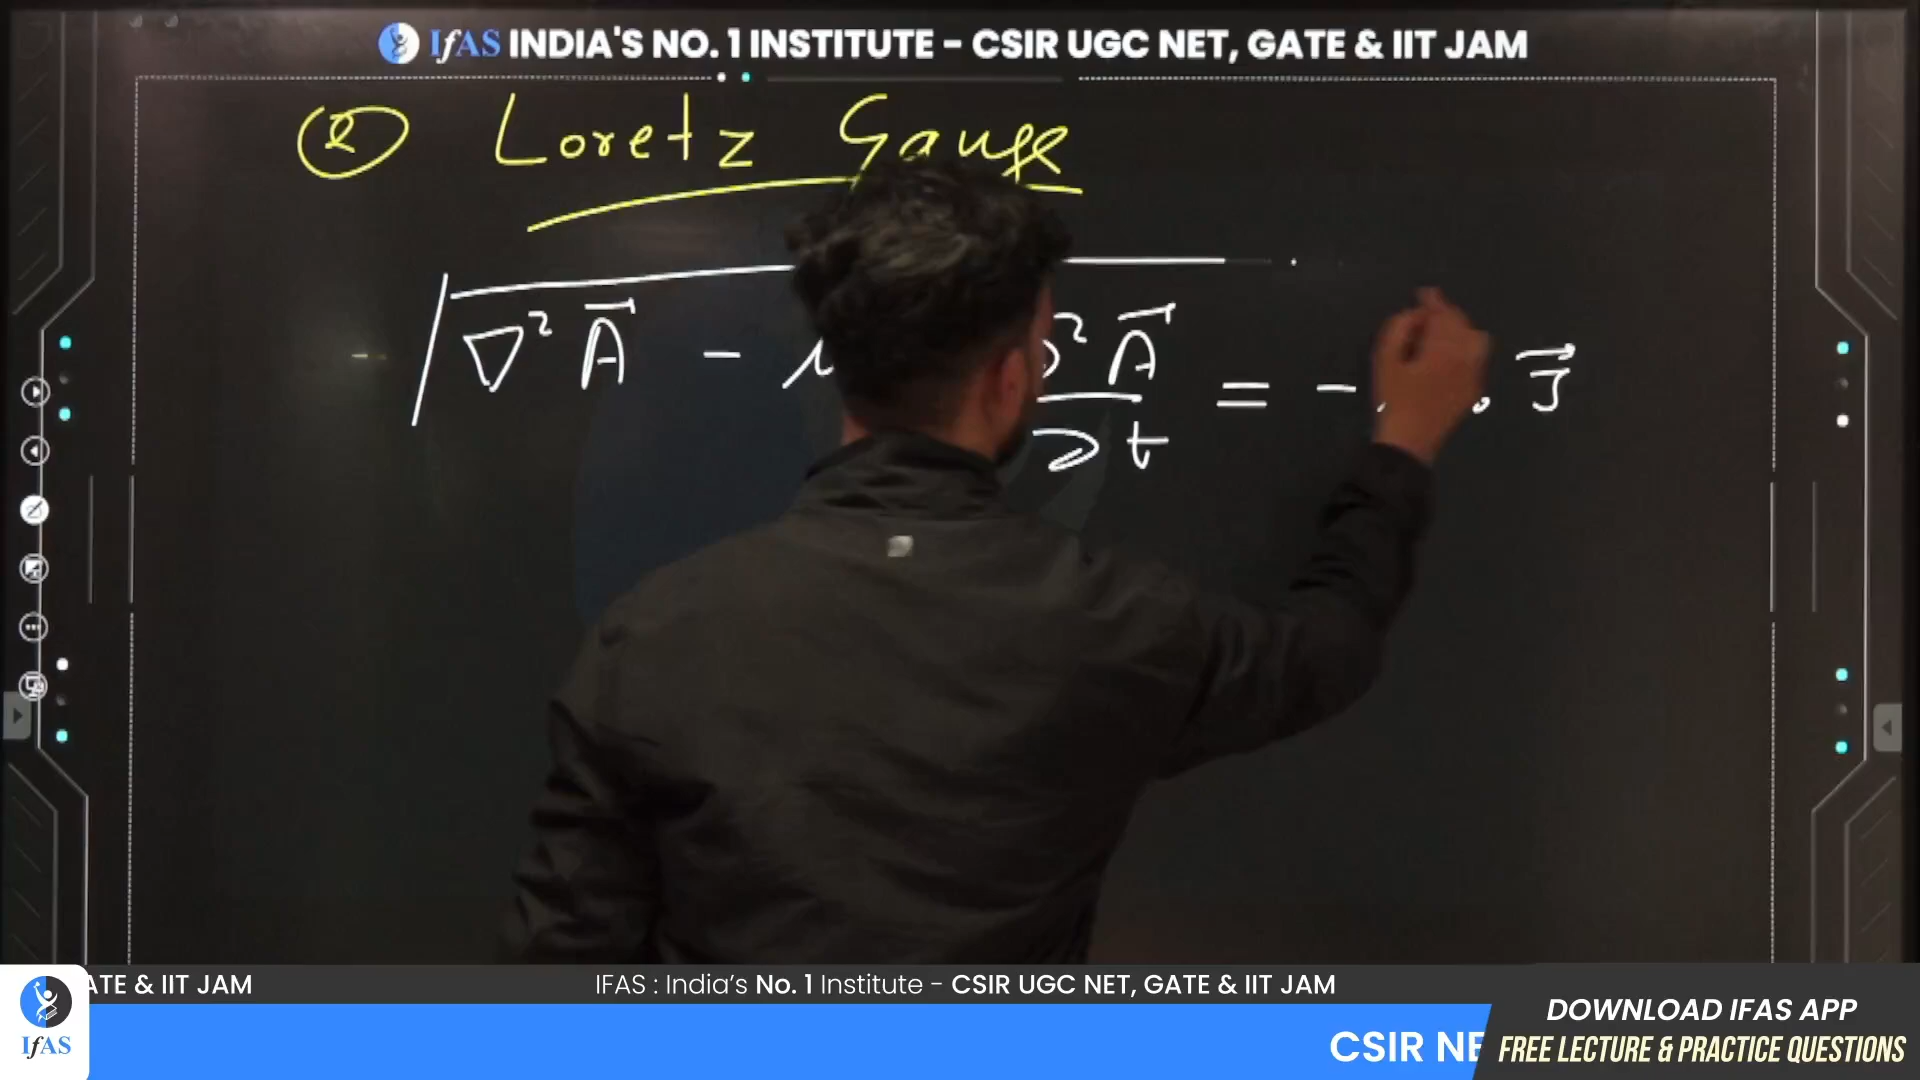 IfAS INDIA'S NO. 1 INSTITUTE - CSIR UGC NET, GATE & IIT JAM
② Loretz Gauge
∇² A⃗ - ² A⃗ / ∂ t = - J⃗
ATE & IIT JAM IFAS : India's No. 1 Institute - CSIR UGC NET, GATE & IIT JAM
DOWNLOAD IFAS APP
IfAS CSIR NE FREE LECTURE & PRACTICE QUESTIONS